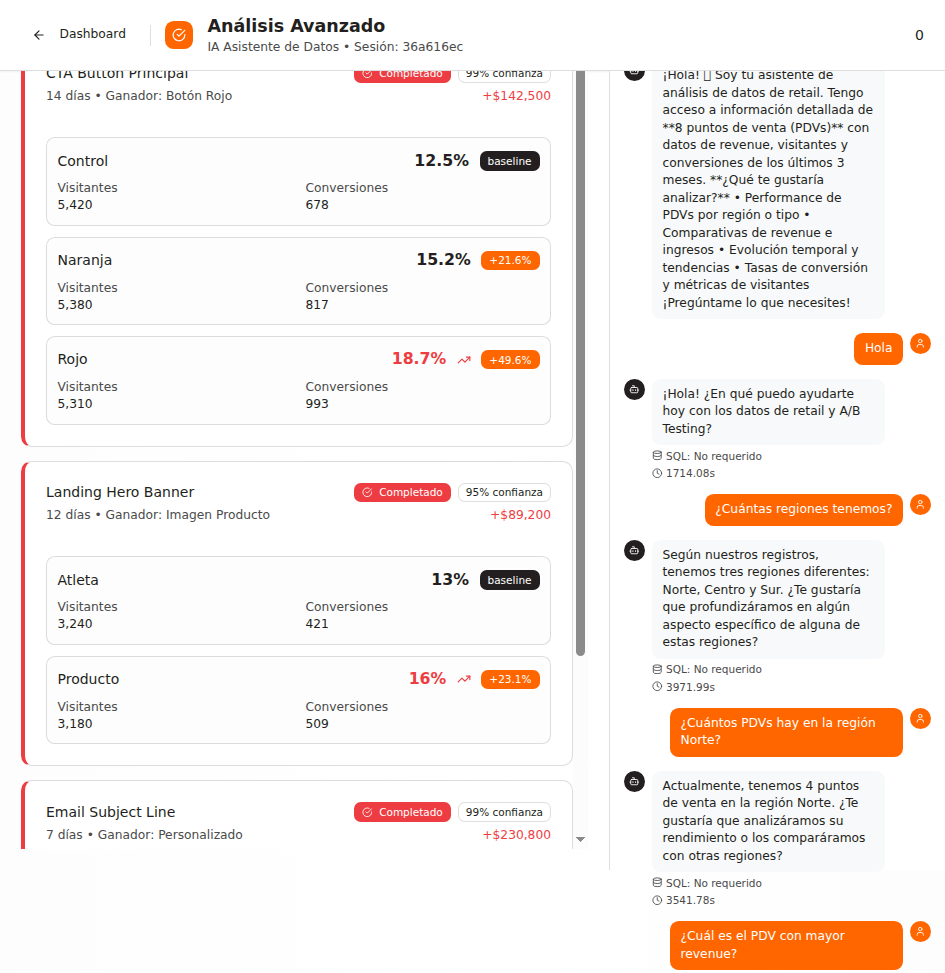 Dashboard
Análisis Avanzado
IA Asistente de Datos • Sesión: 36a616ec
0
CTA Button Principal
Completado
99% confianza
14 días • Ganador: Botón Rojo
+$142,500
Control
12.5%
baseline
Visitantes
Conversiones
5,420
678
Naranja
15.2%
+21.6%
Visitantes
Conversiones
5,380
817
Rojo
18.7%
+49.6%
Visitantes
Conversiones
5,310
993
Landing Hero Banner
Completado
95% confianza
12 días • Ganador: Imagen Producto
+$89,200
Atleta
13%
baseline
Visitantes
Conversiones
3,240
421
Producto
16%
+23.1%
Visitantes
Conversiones
3,180
509
Email Subject Line
Completado
99% confianza
7 días • Ganador: Personalizado
+$230,800
¡Hola! Soy tu asistente de
análisis de datos de retail. Tengo
acceso a información detallada de
**8 puntos de venta (PDVs)** con
datos de revenue, visitantes y
conversiones de los últimos 3
meses. **¿Qué te gustaría
analizar?** • Performance de
PDVs por región o tipo •
Comparativas de revenue e
ingresos • Evolución temporal y
tendencias • Tasas de conversión
y métricas de visitantes
¡Pregúntame lo que necesites!
Hola
¡Hola! ¿En qué puedo ayudarte
hoy con los datos de retail y A/B
Testing?
SQL: No requerido
1714.08s
¿Cuántas regiones tenemos?
Según nuestros registros,
tenemos tres regiones diferentes:
Norte, Centro y Sur. ¿Te gustaría
que profundizáramos en algún
aspecto específico de alguna de
estas regiones?
SQL: No requerido
3971.99s
¿Cuántos PDVs hay en la región
Norte?
Actualmente, tenemos 4 puntos
de venta en la región Norte. ¿Te
gustaría que analizáramos su
rendimiento o los comparáramos
con otras regiones?
SQL: No requerido
3541.78s
¿Cuál es el PDV con mayor
revenue?